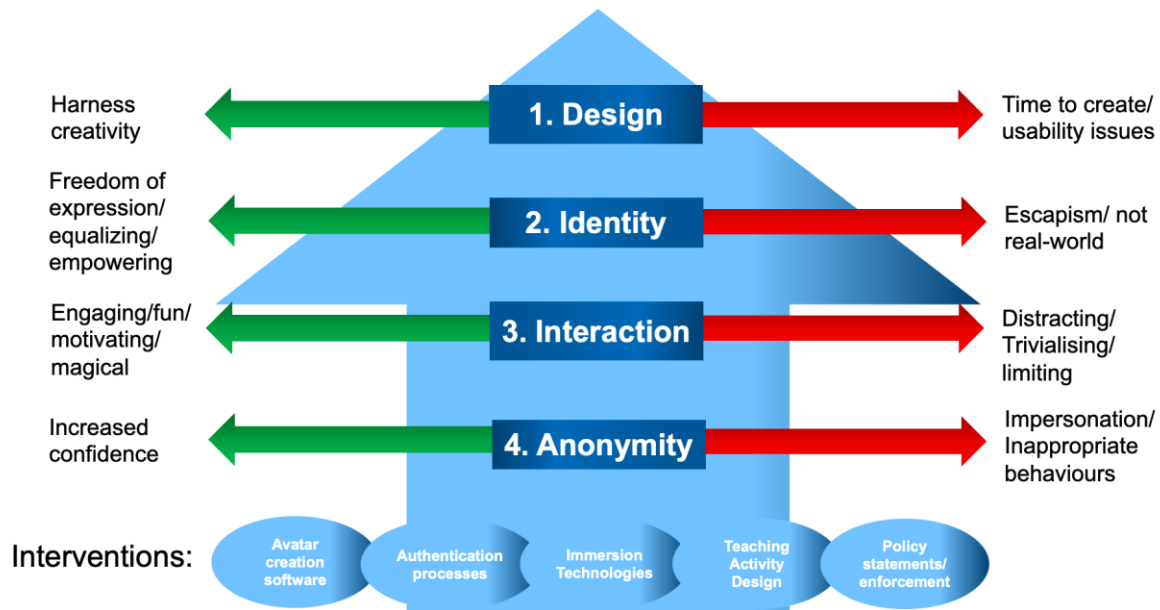 Harness
creativity
1. Design
Time to create/
usability issues
Freedom of
expression/
equalizing/
empowering
2. Identity
Escapism/ not
real-world
Engaging/fun/
motivating/
magical
3. Interaction
Distracting/
Trivialising/
limiting
Increased
confidence
4. Anonymity
Impersonation/
Inappropriate
behaviours
Interventions:
Avatar
creation
software
Authentication
processes
Immersion
Technologies
Teaching
Activity
Design
Policy
statements/
enforcement